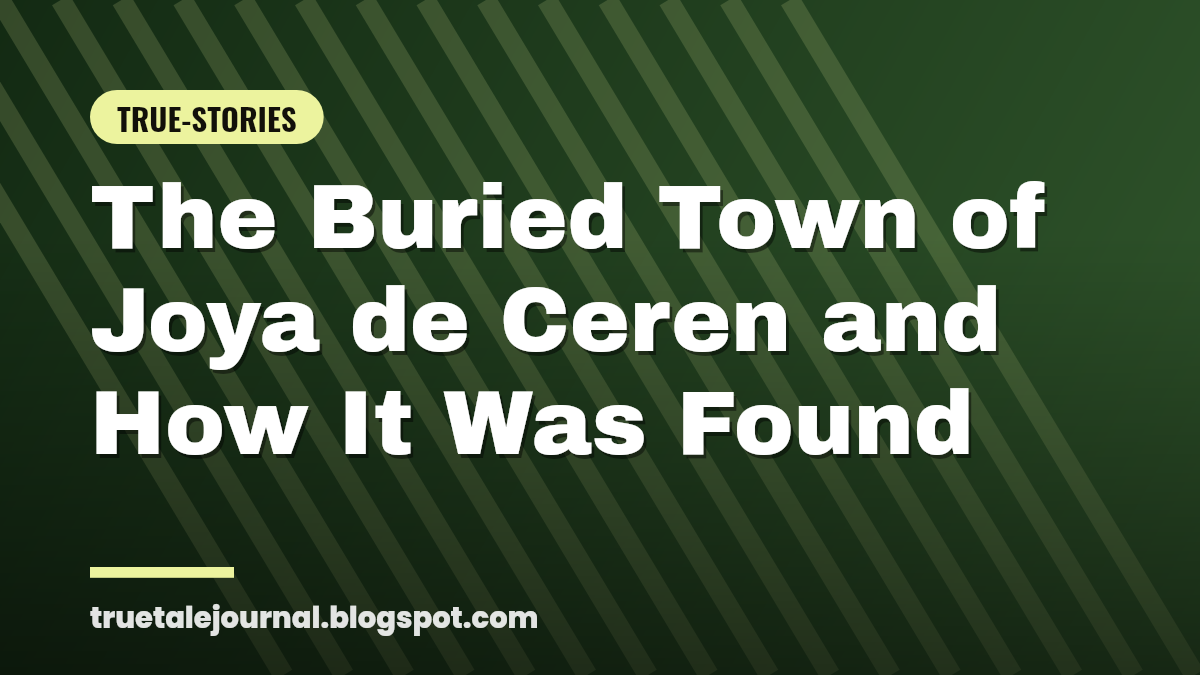 TRUE-STORIES
The Buried Town of
Joya de Ceren and
How It Was Found
truetalejournal.blogspot.com